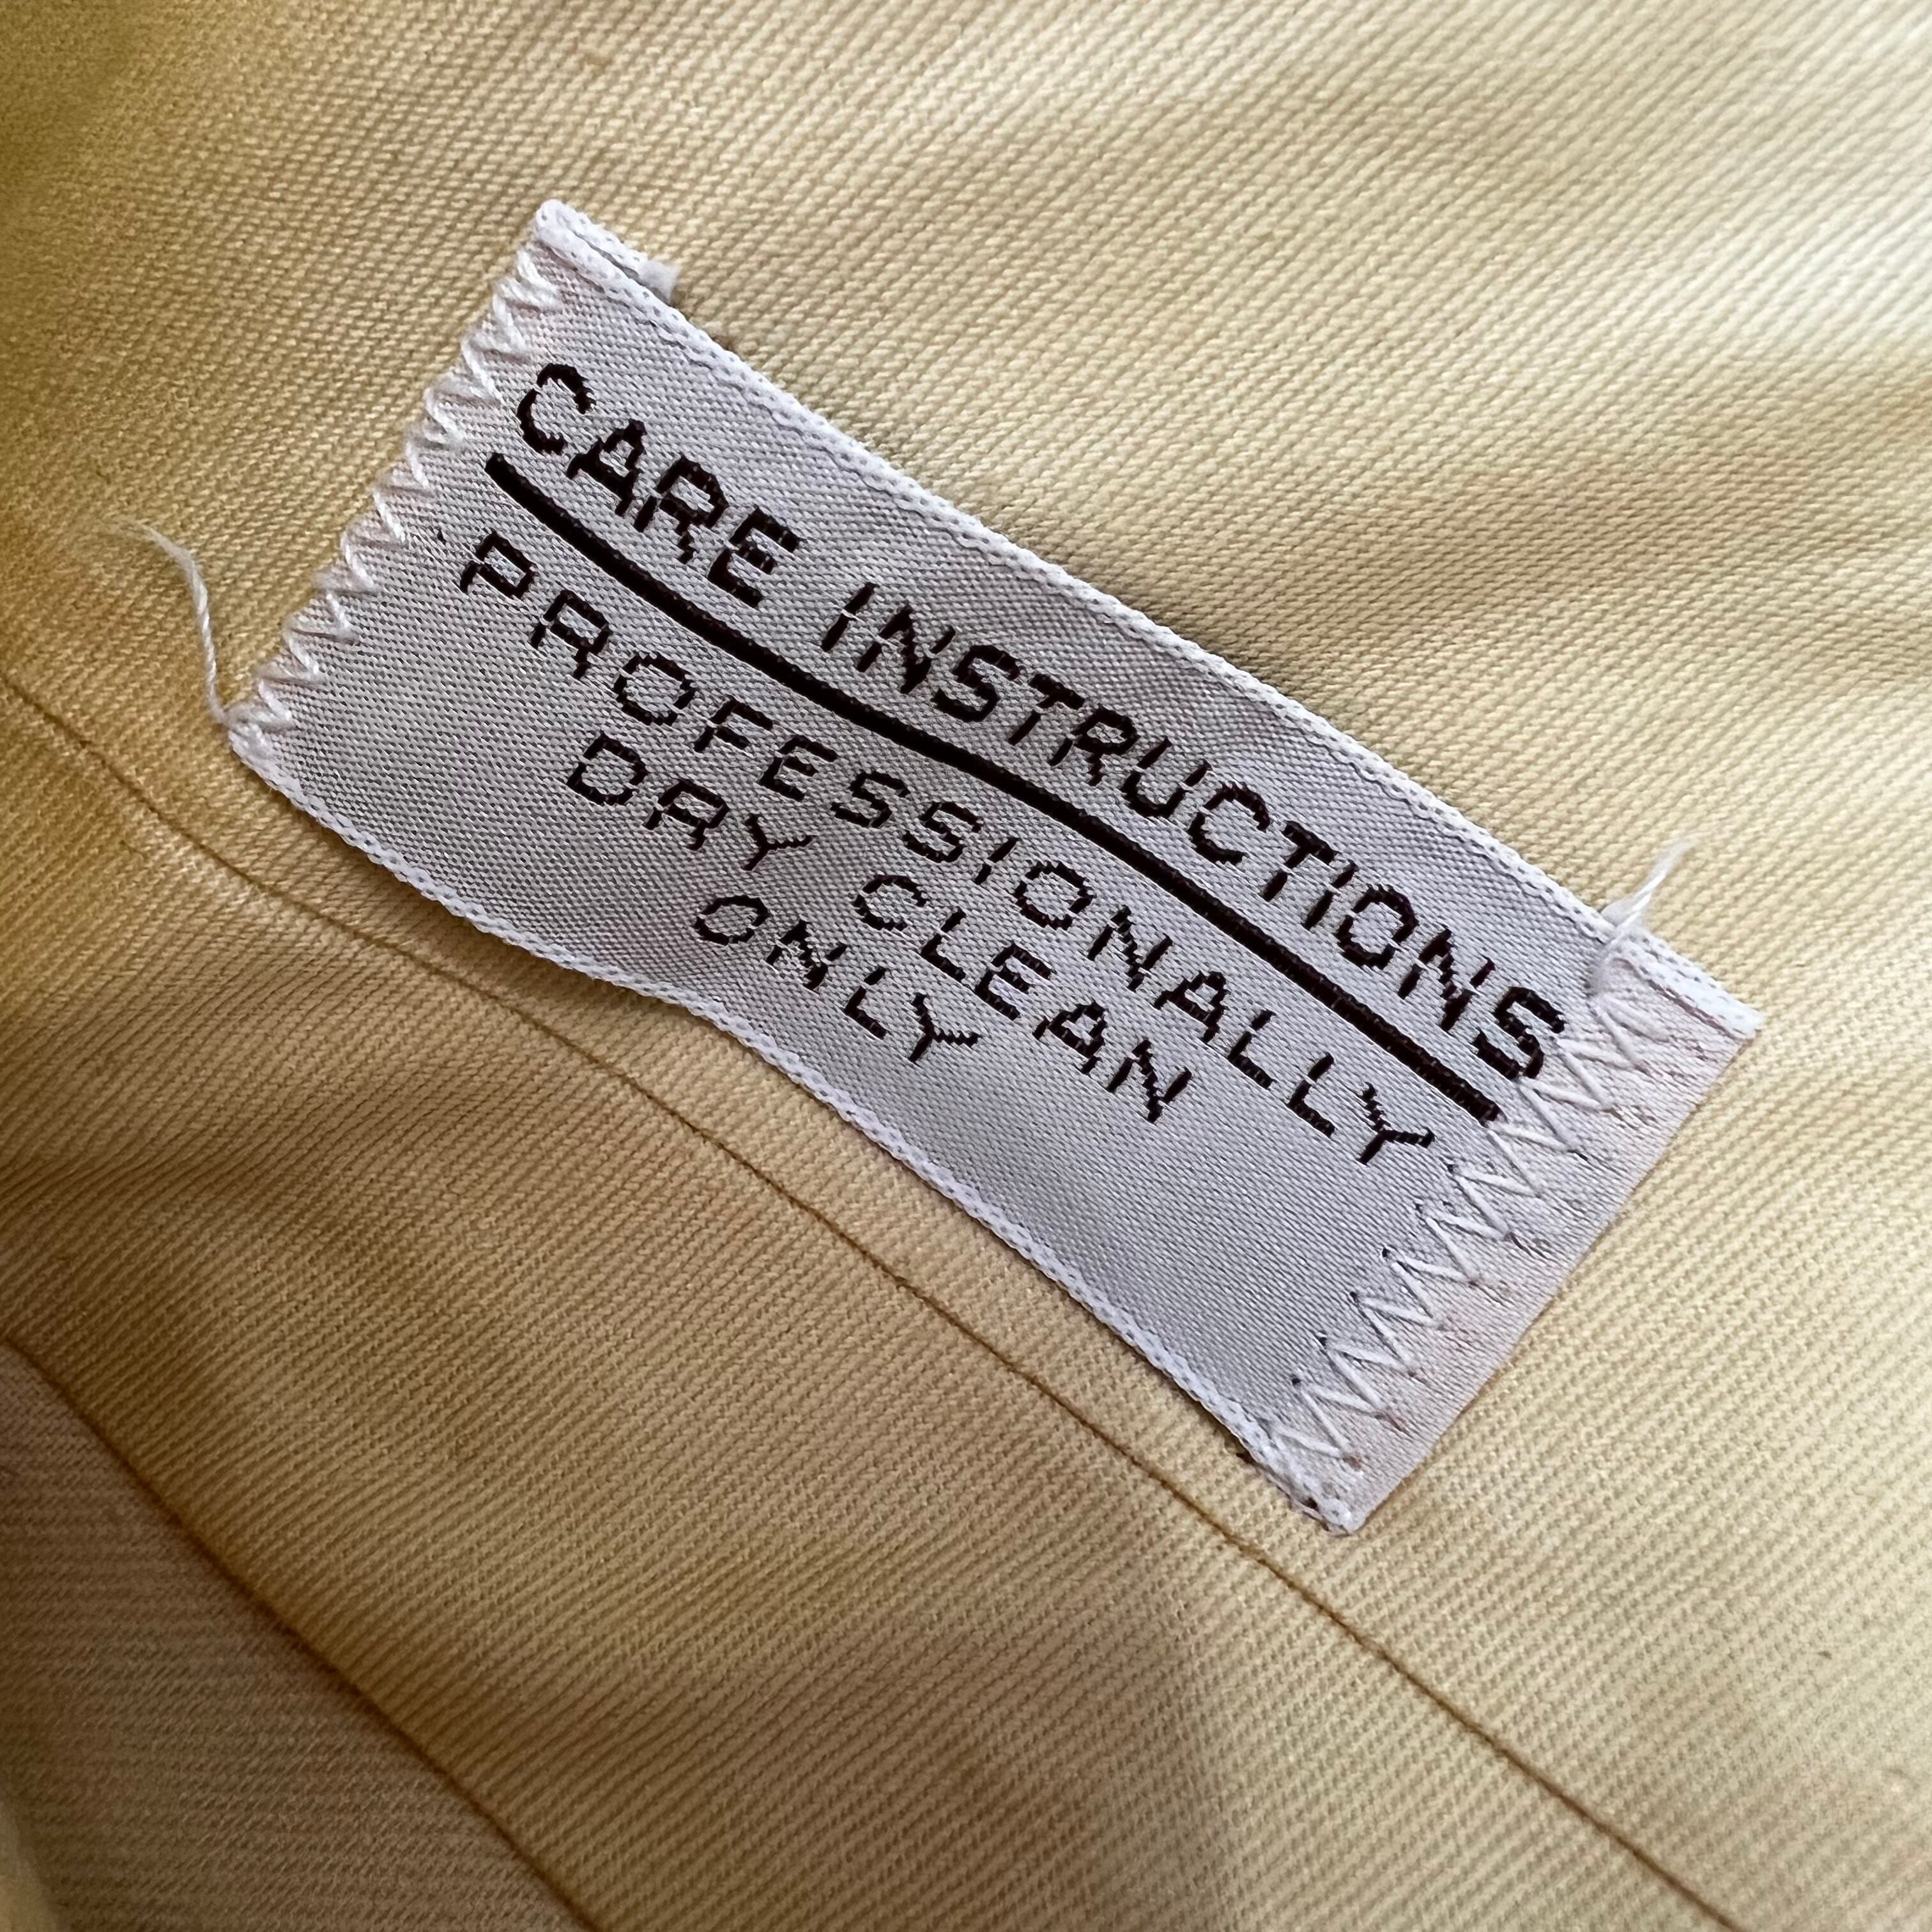 CARE INSTRUCTIONS
PROFESSIONALLY
DRY CLEAN
ONLY